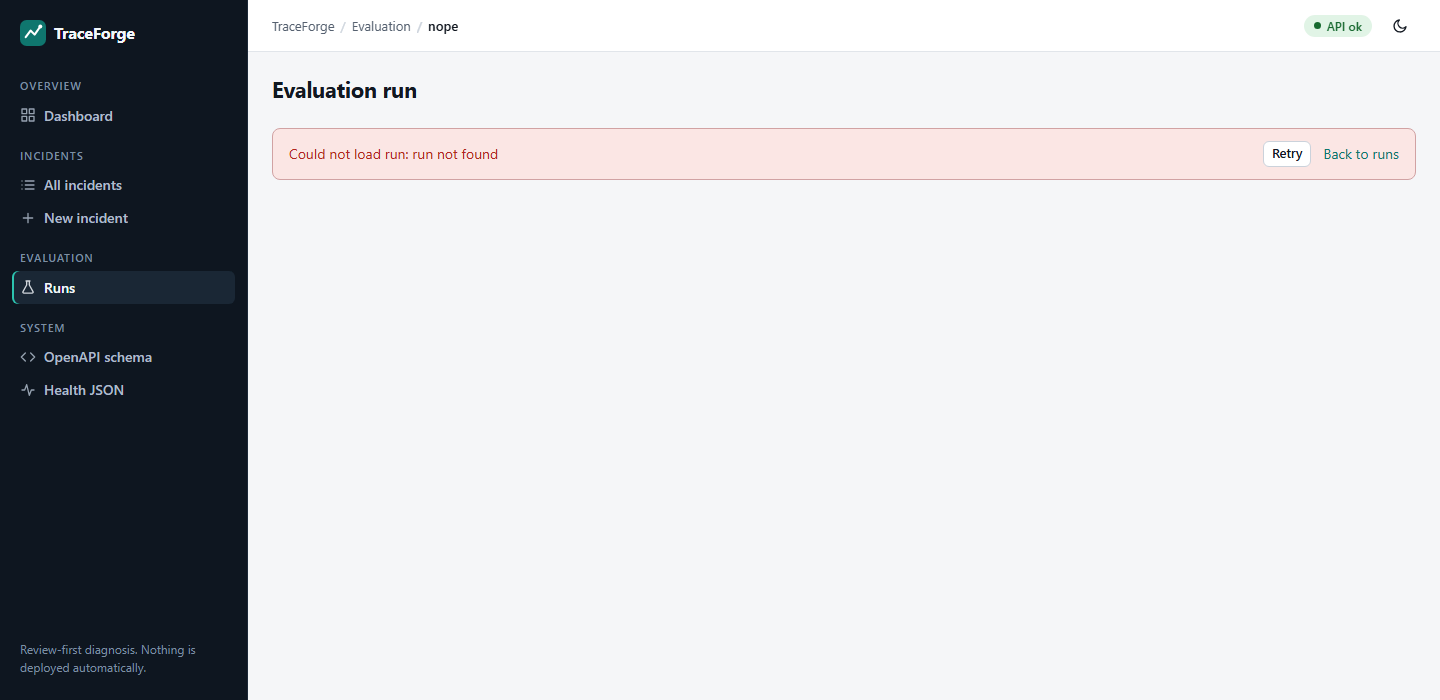 TraceForge
OVERVIEW
Dashboard
INCIDENTS
All incidents
New incident
EVALUATION
Runs
SYSTEM
OpenAPI schema
Health JSON
Review-first diagnosis. Nothing is
deployed automatically.
TraceForge / Evaluation / nope
API ok
Evaluation run
Could not load run: run not found
Retry
Back to runs